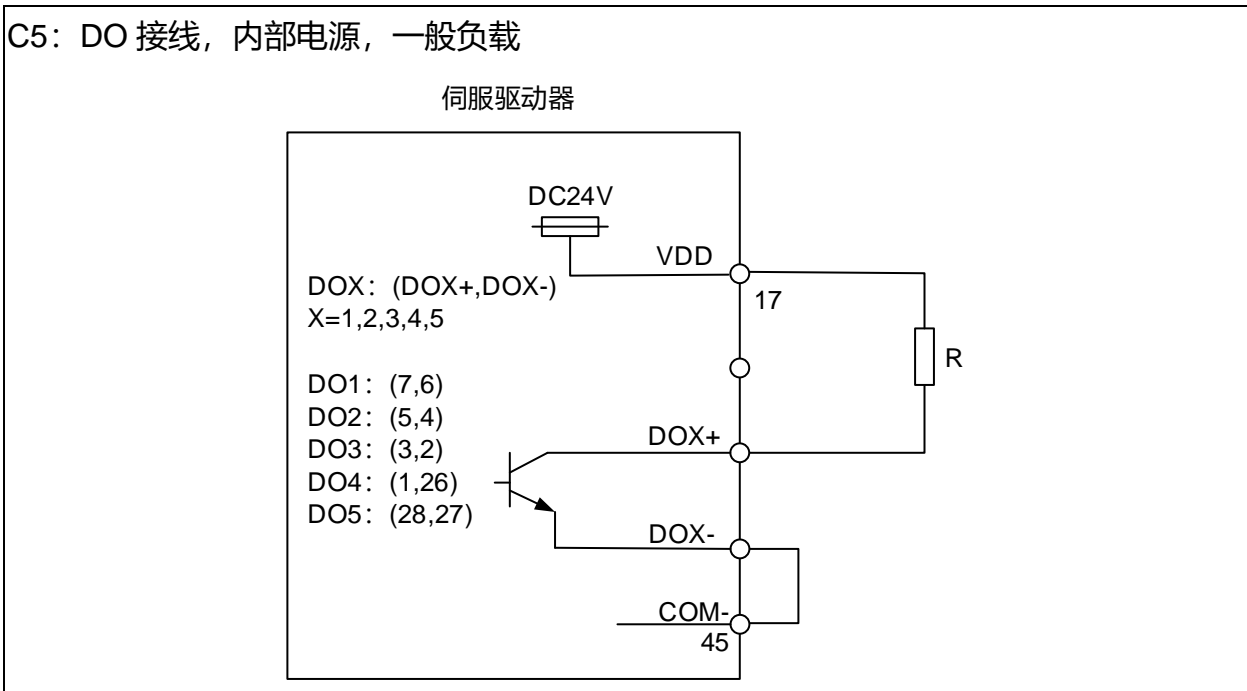 C5：DO 接线，内部电源，一般负载
伺服驱动器
DC24V
VDD
17
DOX：(DOX+,DOX-)
X=1,2,3,4,5
R
DO1：(7,6)
DO2：(5,4)
DO3：(3,2)
DO4：(1,26)
DO5：(28,27)
DOX+
DOX-
COM-
45